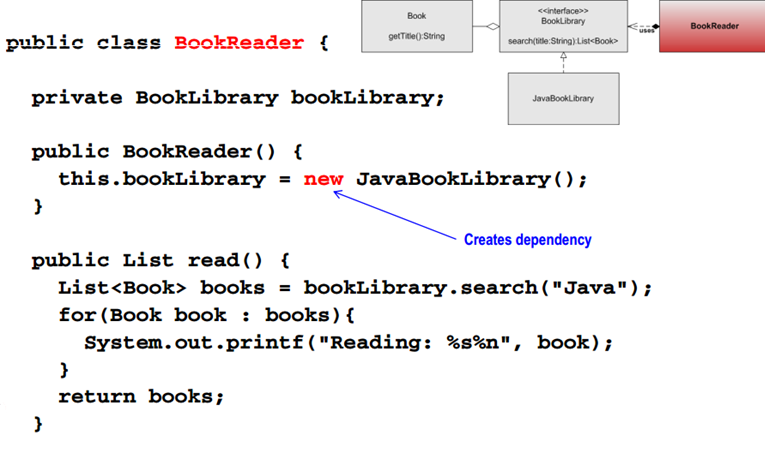 Book
getTitle():String
<<interface>>
BookLibrary
search(title:String):List<Book>
uses
BookReader
JavaBookLibrary
public class BookReader {
private BookLibrary bookLibrary;
public BookReader() {
this.bookLibrary = new JavaBookLibrary();
}
Creates dependency
public List read() {
List<Book> books = bookLibrary.search("Java");
for(Book book : books){
System.out.printf("Reading: %s%n", book);
}
return books;
}